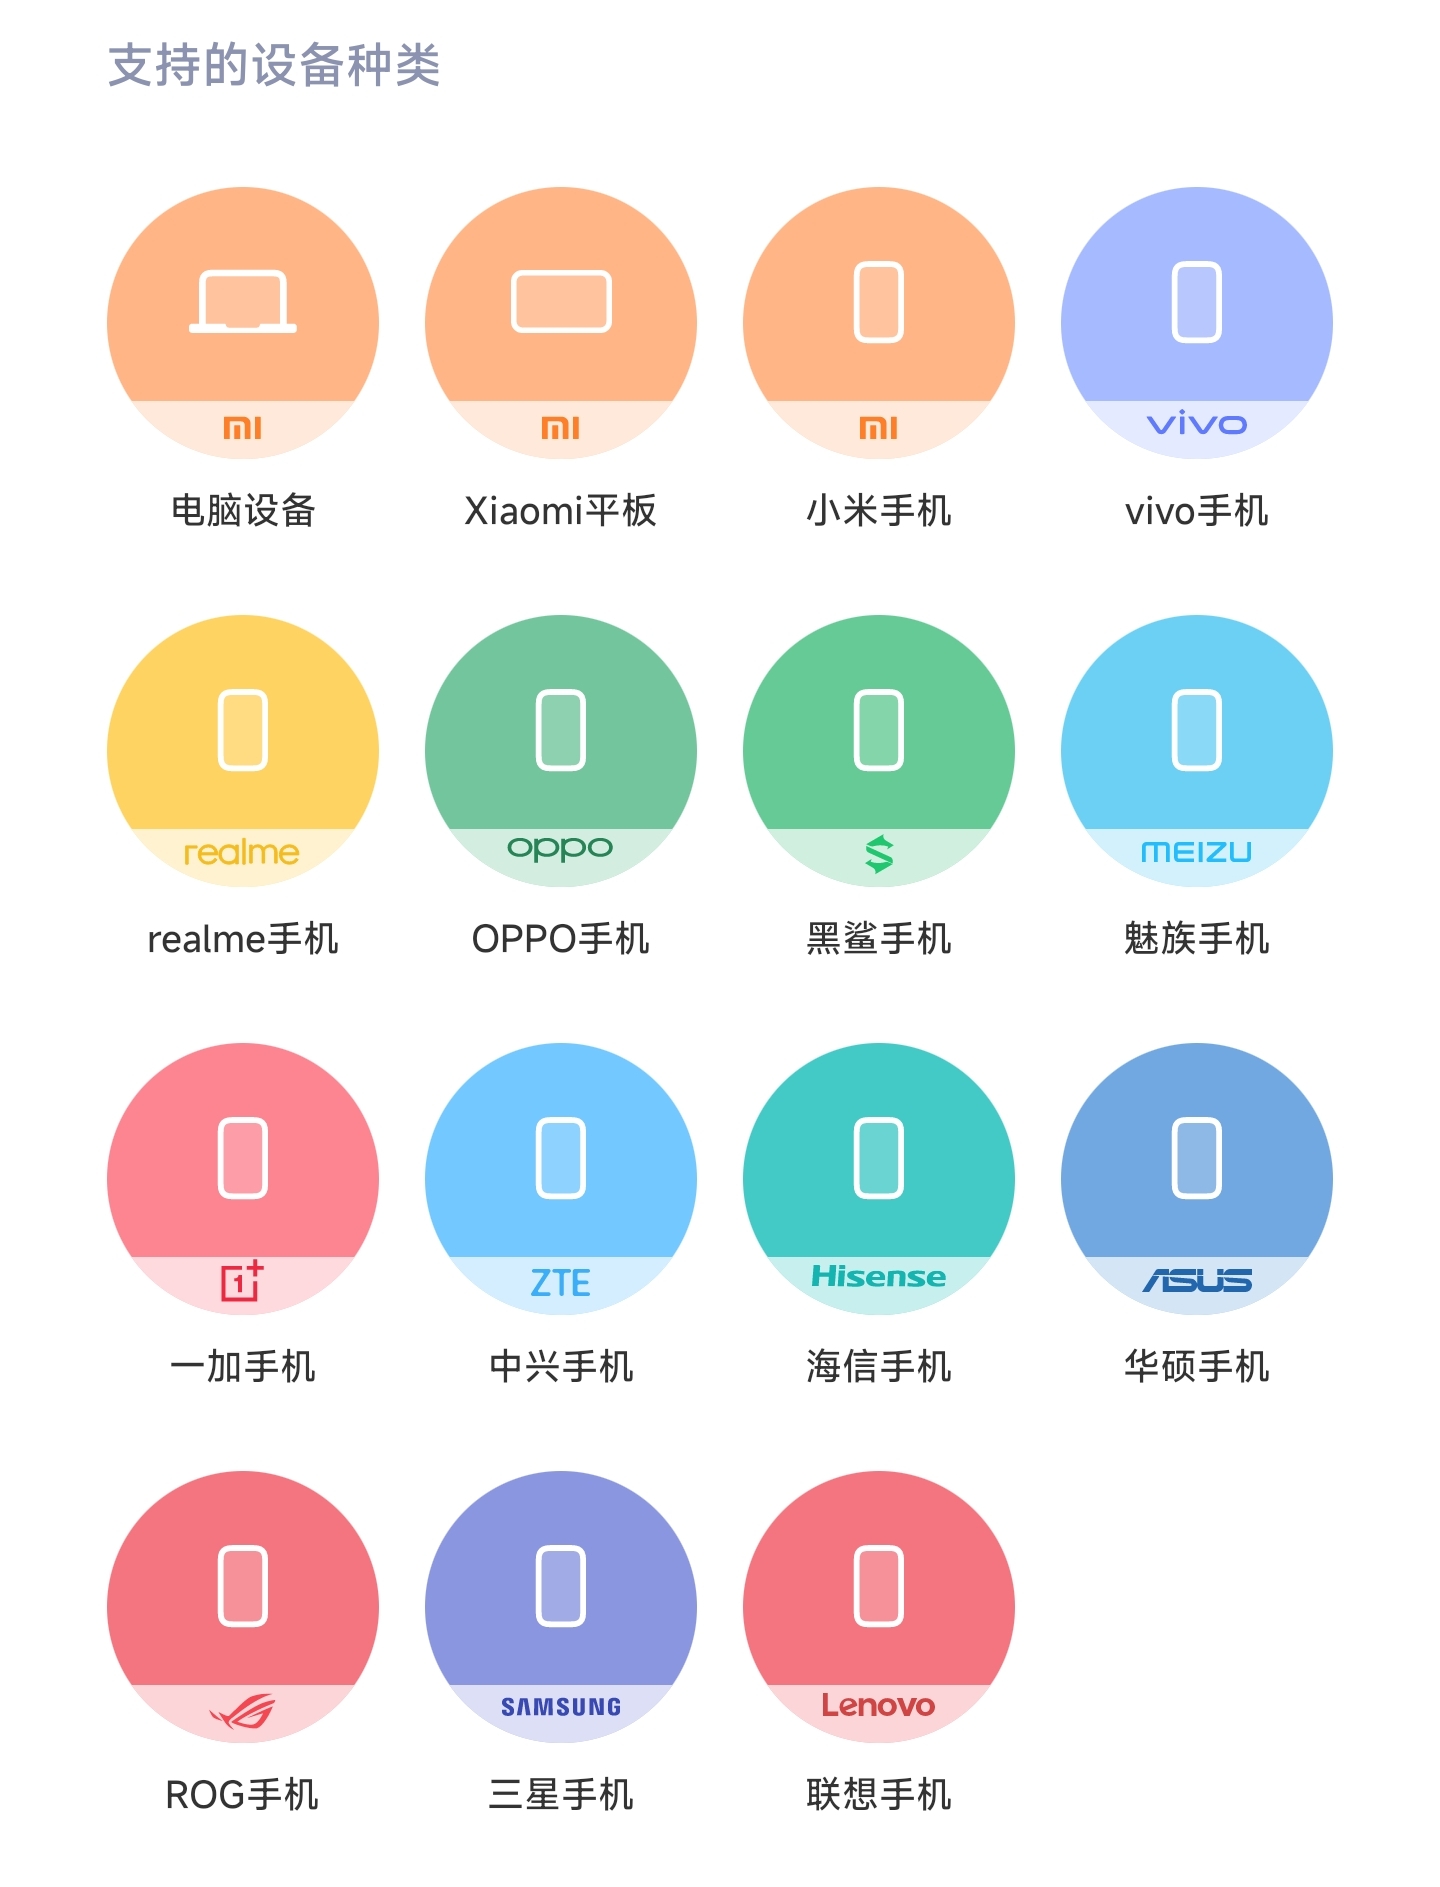 支持的设备种类
mi
mi
mi
vivo
电脑设备
Xiaomi平板
小米手机
vivo手机
realme
oppo
MEIZU
realme手机
OPPO手机
黑鲨手机
魅族手机
1+
ZTE
Hisense
ASUS
一加手机
中兴手机
海信手机
华硕手机
SAMSUNG
Lenovo
ROG手机
三星手机
联想手机